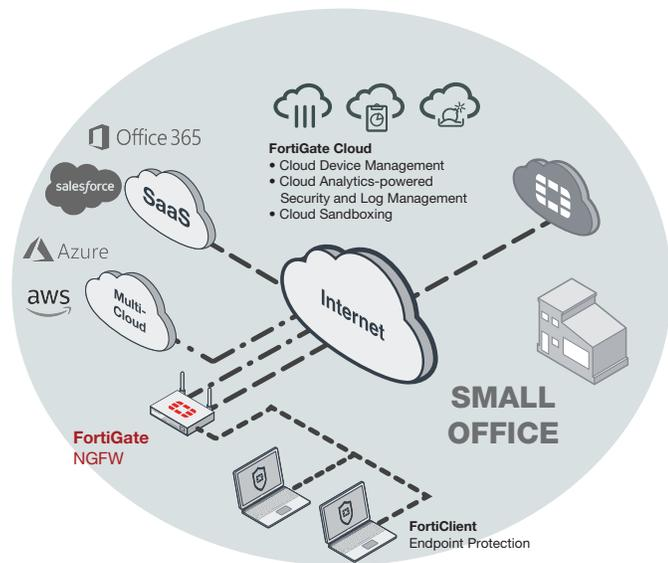 Office 365
salesforce
SaaS
FortiGate Cloud
• Cloud Device Management
• Cloud Analytics-powered
Security and Log Management
• Cloud Sandboxing
Azure
aws
Multi-
Cloud
Internet
SMALL
OFFICE
FortiGate
NGFW
FortiClient
Endpoint Protection